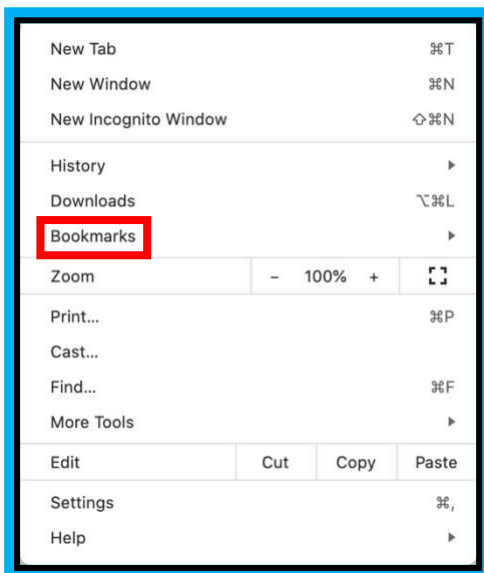 New Tab ⌘T
New Window ⌘N
New Incognito Window ⇧⌘N
History ▸
Downloads ⌥⌘L
Bookmarks ▸
Zoom − 100% +
Print... ⌘P
Cast...
Find... ⌘F
More Tools ▸
Edit Cut Copy Paste
Settings ⌘,
Help ▸